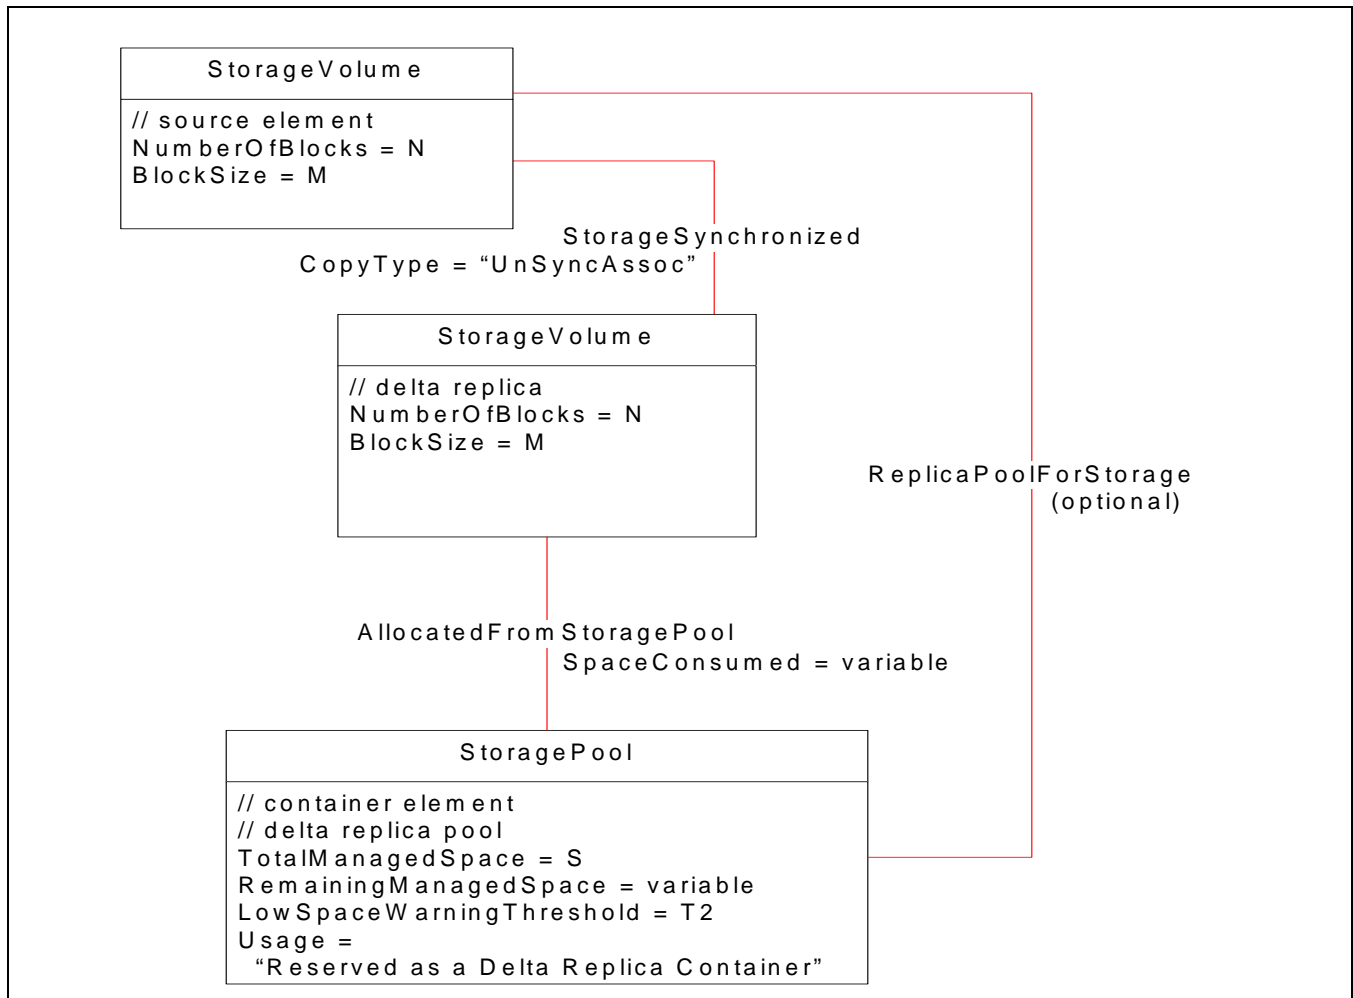 StorageVolume
// source element
NumberOfBlocks = N
BlockSize = M
StorageSynchronized
CopyType = “UnSyncAssoc”
StorageVolume
// delta replica
NumberOfBlocks = N
BlockSize = M
ReplicaPoolForStorage
(optional)
AllocatedFromStoragePool
SpaceConsumed = variable
StoragePool
// container element
// delta replica pool
TotalManagedSpace = S
RemainingManagedSpace = variable
LowSpaceWarningThreshold = T2
Usage =
“Reserved as a Delta Replica Container”